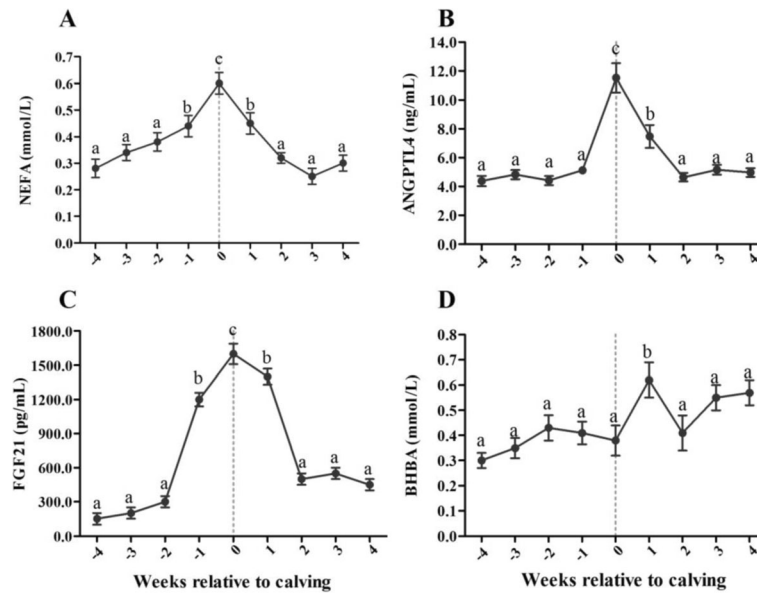 A
NEFA (mmol/L)
0.7
0.6
0.5
0.4
0.3
0.2
0.1
0.0
a a a b c b a a a
-4 -3 -2 -1 0 1 2 3 4
B
ANGPTL4 (ng/mL)
14.0
12.0
10.0
8.0
6.0
4.0
2.0
0.0
a a a a c b a a a
-4 -3 -2 -1 0 1 2 3 4
C
FGF21 (pg/mL)
1800.0
1500.0
1200.0
900.0
600.0
300.0
0.0
a a a b c b a a a
-4 -3 -2 -1 0 1 2 3 4
Weeks relative to calving
D
BHBA (mmol/L)
0.8
0.7
0.6
0.5
0.4
0.3
0.2
0.1
0.0
a a a a a b a a a
-4 -3 -2 -1 0 1 2 3 4
Weeks relative to calving